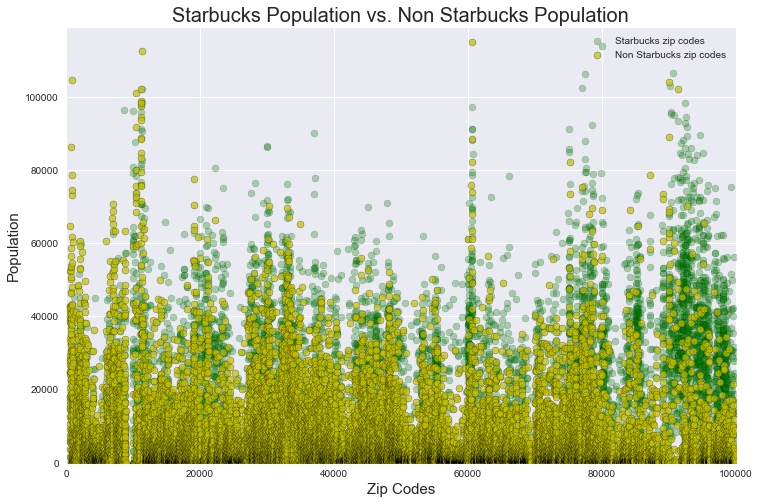 Starbucks Population vs. Non Starbucks Population
Starbucks zip codes
Non Starbucks zip codes
100000
80000
60000
40000
20000
0
Population
0 20000 40000 60000 80000 100000
Zip Codes